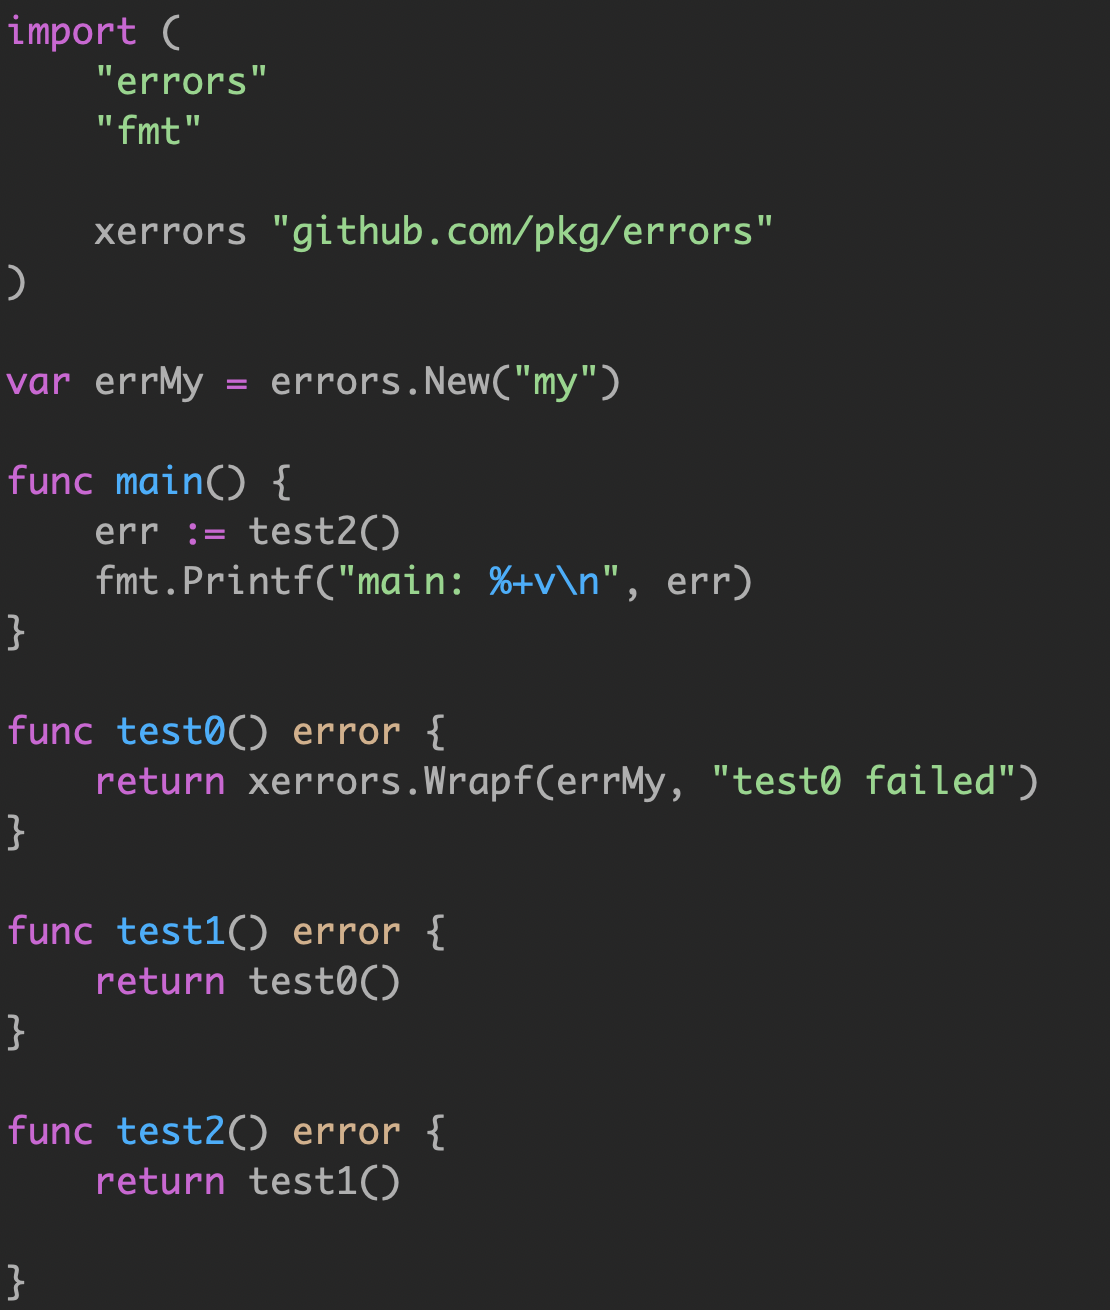 import (
    "errors"
    "fmt"

    xerrors "github.com/pkg/errors"
)

var errMy = errors.New("my")

func main() {
    err := test2()
    fmt.Printf("main: %+v\n", err)
}

func test0() error {
    return xerrors.Wrapf(errMy, "test0 failed")
}

func test1() error {
    return test0()
}

func test2() error {
    return test1()

}